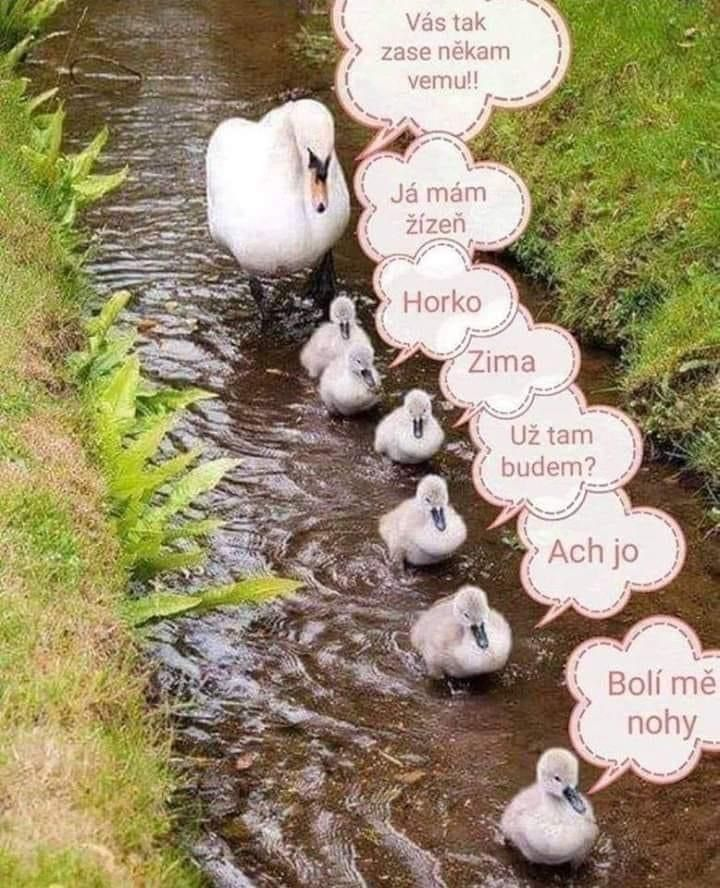 Vás tak
zase někam
vemu!!
Já mám
žízeň
Horko
Zima
Už tam
budem?
Ach jo
Bolí mě
nohy